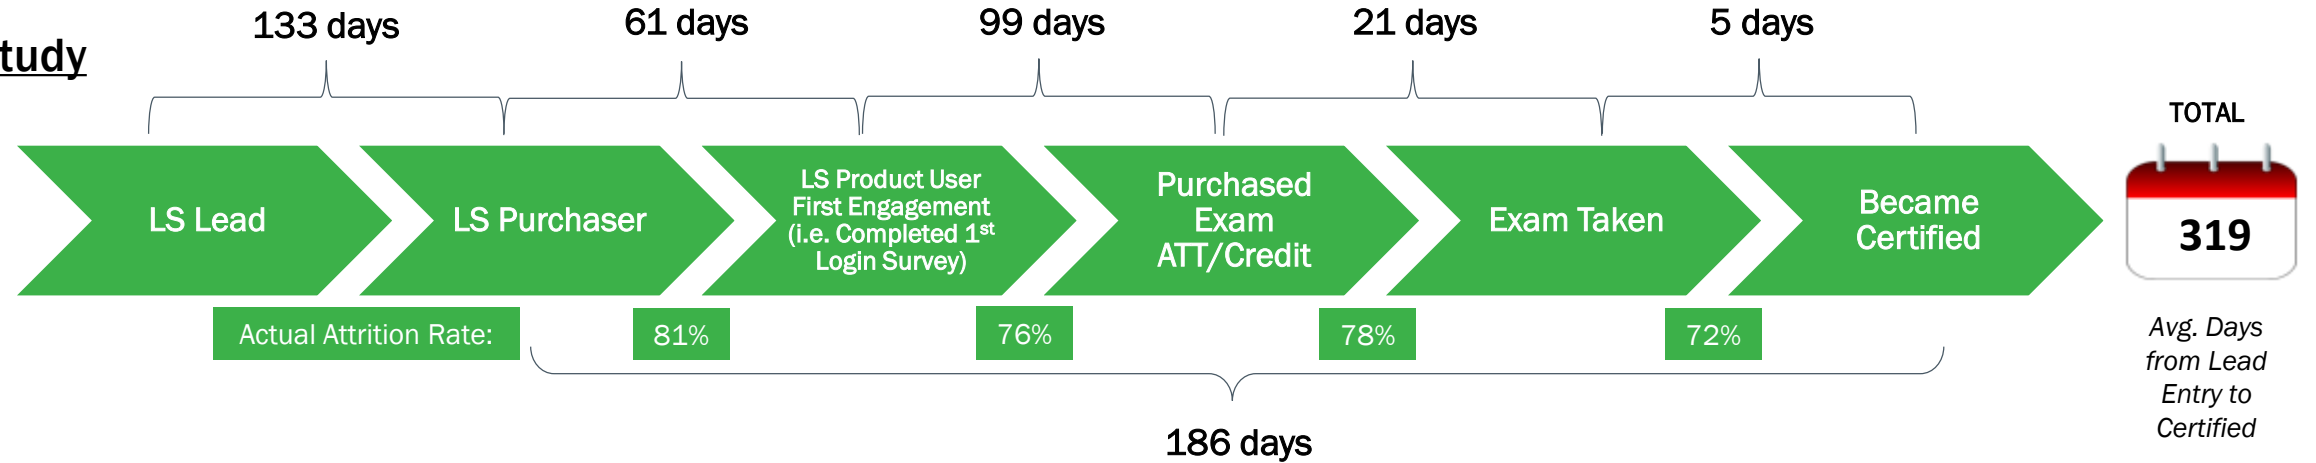 133 days
61 days
99 days
21 days
5 days
tudy
TOTAL
LS Lead
LS Purchaser
LS Product User
First Engagement
(i.e. Completed 1st
Login Survey)
Purchased
Exam
ATT/Credit
Exam Taken
Became
Certified
319
Actual Attrition Rate:
81%
76%
78%
72%
Avg. Days
from Lead
Entry to
Certified
186 days